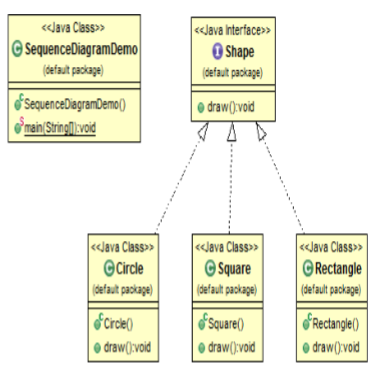 <<Java Class>>
SequenceDiagramDemo
(default package)
SequenceDiagramDemo()
main(String[]):void
<<Java Interface>>
Shape
(default package)
draw():void
<<Java Class>>
Circle
(default package)
Circle()
draw():void
<<Java Class>>
Square
(default package)
Square()
draw():void
<<Java Class>>
Rectangle
(default package)
Rectangle()
draw():void